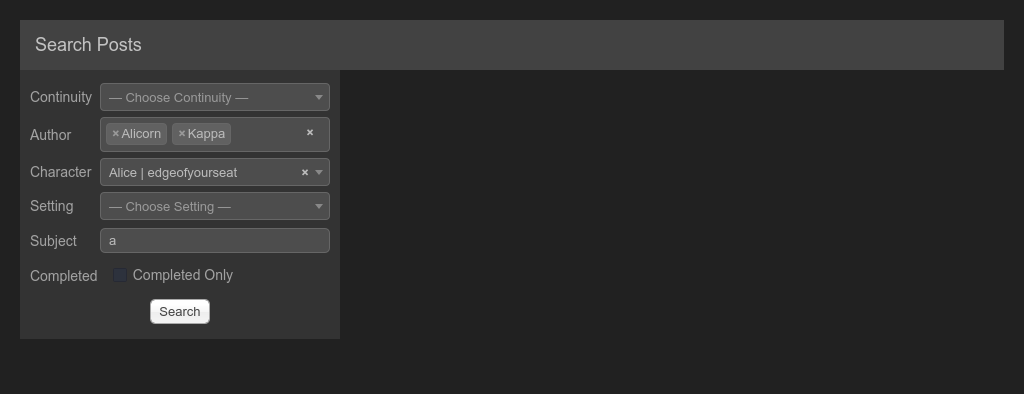 Search Posts
Continuity — Choose Continuity —
Author ×Alicorn ×Kappa ×
Character Alice | edgeofyourseat ×
Setting — Choose Setting —
Subject a
Completed Completed Only
Search